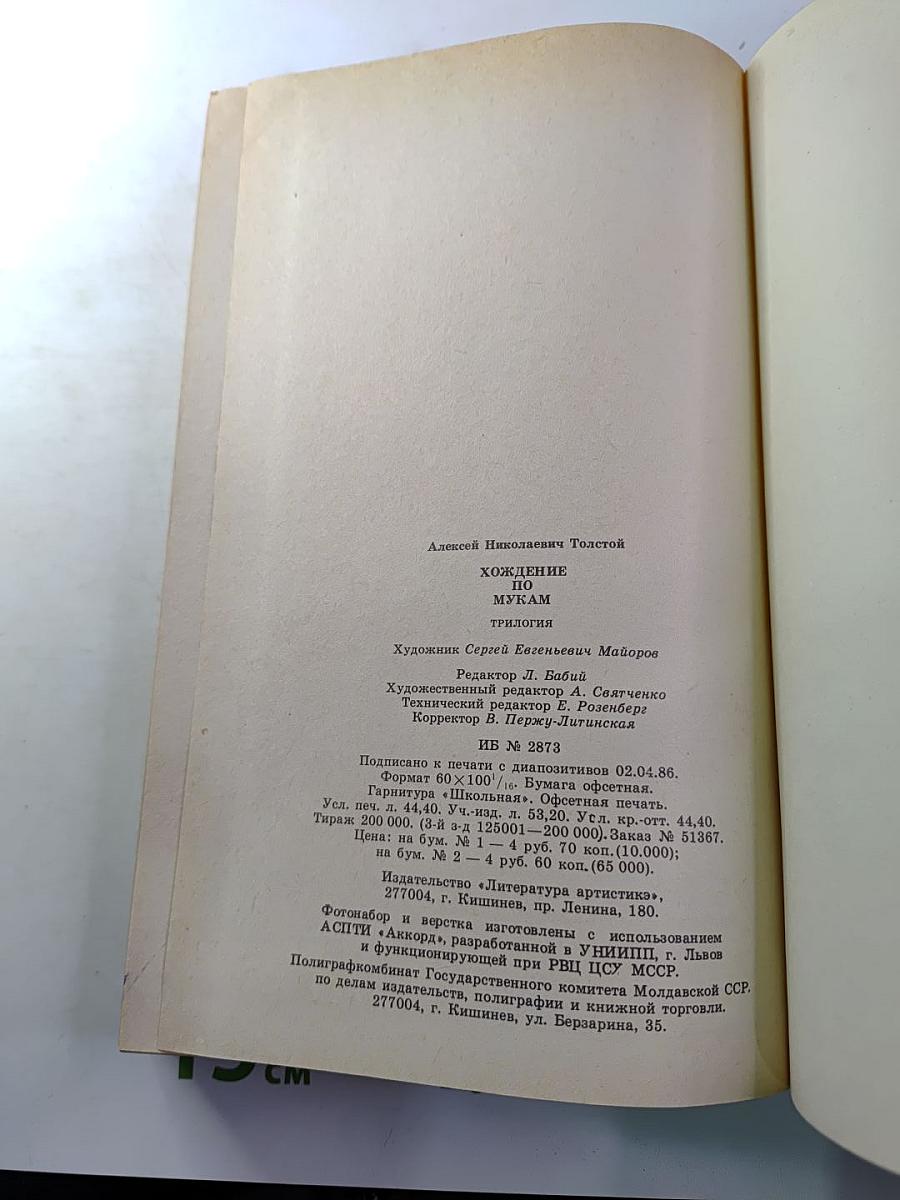 Алексей Николаевич Толстой
ХОЖДЕНИЕ
ПО
МУКАМ
ТРИЛОГИЯ
Художник Сергей Евгеньевич Майоров
Редактор Л. Бабий
Художественный редактор А. Святченко
Технический редактор Е. Розенберг
Корректор В. Пержу-Литинская
ИБ № 2873
Подписано к печати с диапозитивов 02.04.86.
Формат 60×100¹/₁₆. Бумага офсетная.
Гарнитура «Школьная». Офсетная печать.
Усл. печ. л. 44,40. Уч.-изд. л. 53,20. Усл. кр.-отт. 44,40.
Тираж 200 000. (3-й з-д 125001—200 000). Заказ № 51367.
Цена: на бум. № 1 — 4 руб. 70 коп. (10.000);
на бум. № 2 — 4 руб. 60 коп. (65 000).
Издательство «Литература артистикэ»,
277004, г. Кишинев, пр. Ленина, 180.
Фотонабор и верстка изготовлены с использованием
АСПТИ «Аккорд», разработанной в УНИИПП, г. Львов
и функционирующей при РВЦ ЦСУ МССР.
Полиграфкомбинат Государственного комитета Молдавской ССР.
по делам издательств, полиграфии и книжной торговли.
277004, г. Кишинев, ул. Берзарина, 35.
см